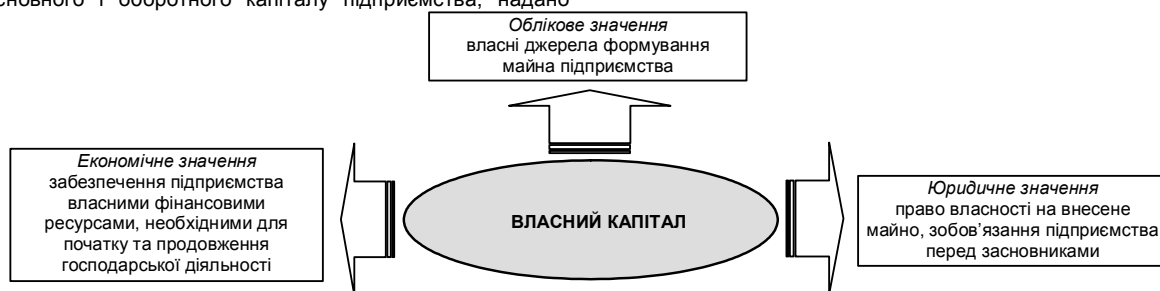 сновного і оборотного капіталу підприємства, надано
Облікове значення
власні джерела формування
майна підприємства
Економічне значення
забезпечення підприємства
власними фінансовими
ресурсами, необхідними для
початку та продовження
господарської діяльності
ВЛАСНИЙ КАПІТАЛ
Юридичне значення
право власності на внесене
майно, зобов’язання підприємства
перед засновниками